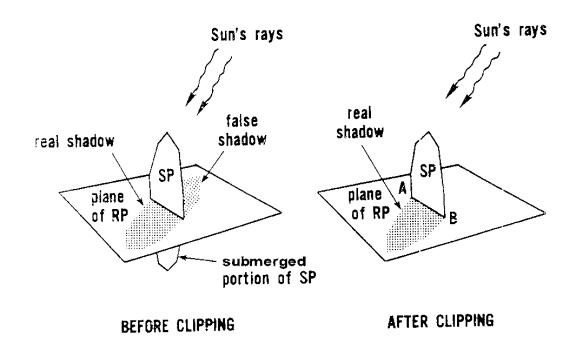 Sun's rays
false
shadow
real shadow
SP
plane
of RP
submerged
portion of SP
BEFORE CLIPPING
Sun's rays
real
shadow
SP
A
plane
of RP
B
AFTER CLIPPING